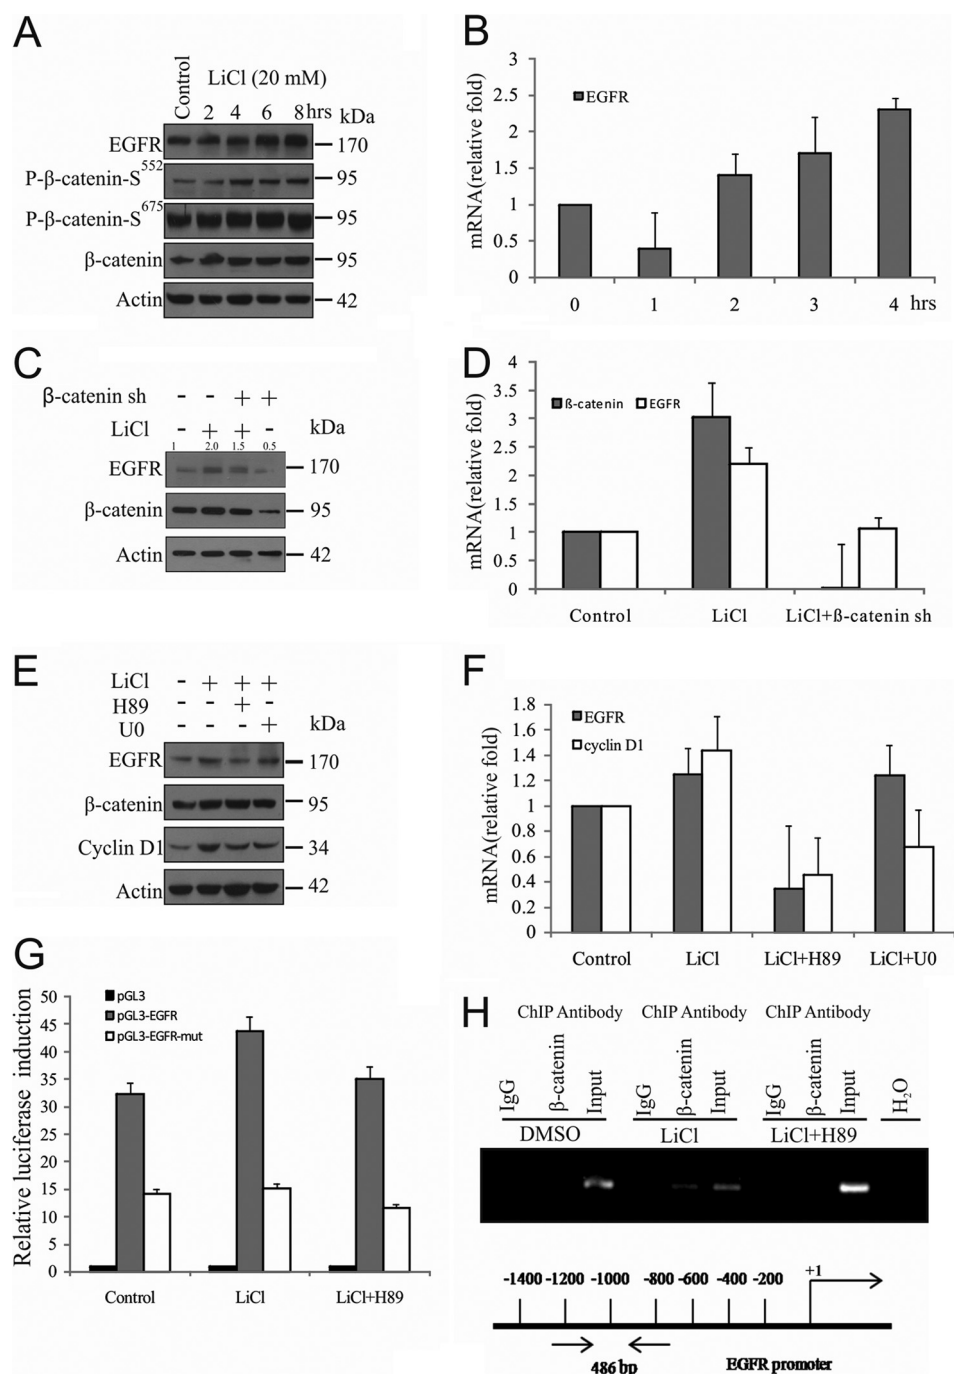 A
Control
LiCl (20 mM)
2 4 6 8hrs kDa
EGFR 170
P-β-catenin-S552 95
P-β-catenin-S675 95
β-catenin 95
Actin 42
B
mRNA(relative fold)
3
2.5
2
1.5
1
0.5
0
EGFR
0 1 2 3 4 hrs
C
β-catenin sh - - + +
LiCl - + + - kDa
1 2.0 1.5 0.5
EGFR 170
β-catenin 95
Actin 42
D
mRNA(relative fold)
4
3.5
3
2.5
2
1.5
1
0.5
0
ß-catenin EGFR
Control LiCl LiCl+ß-catenin sh
E
LiCl - + + +
H89 - - + -
U0 - - - + kDa
EGFR 170
β-catenin 95
Cyclin D1 34
Actin 42
F
mRNA(relative fold)
1.8
1.6
1.4
1.2
1
0.8
0.6
0.4
0.2
0
EGFR
cyclin D1
Control LiCl LiCl+H89 LiCl+U0
G
Relative luciferase induction
50
45
40
35
30
25
20
15
10
5
0
pGL3
pGL3-EGFR
pGL3-EGFR-mut
Control LiCl LiCl+H89
H
ChIP Antibody ChIP Antibody ChIP Antibody
IgG β-catenin Input IgG β-catenin Input IgG β-catenin Input H2O
DMSO LiCl LiCl+H89
-1400 -1200 -1000 -800 -600 -400 -200 +1
486 bp EGFR promoter